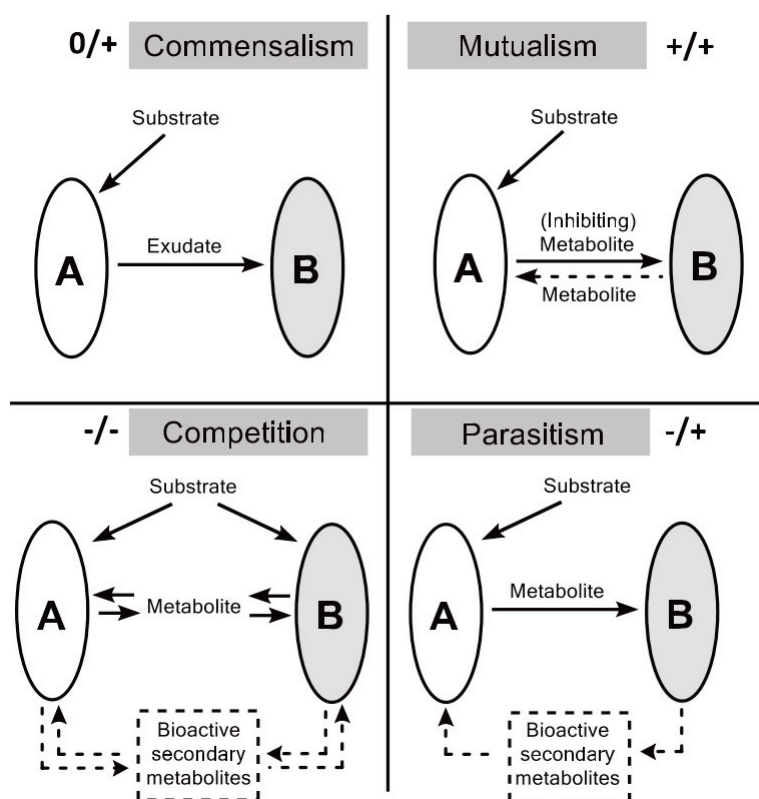 0/+ Commensalism
Substrate
A
Exudate
B
Mutualism +/+
Substrate
A
(Inhibiting)
Metabolite
Metabolite
B
-/- Competition
Substrate
A
Metabolite
B
Bioactive
secondary
metabolites
Parasitism -/+
Substrate
A
Metabolite
B
Bioactive
secondary
metabolites